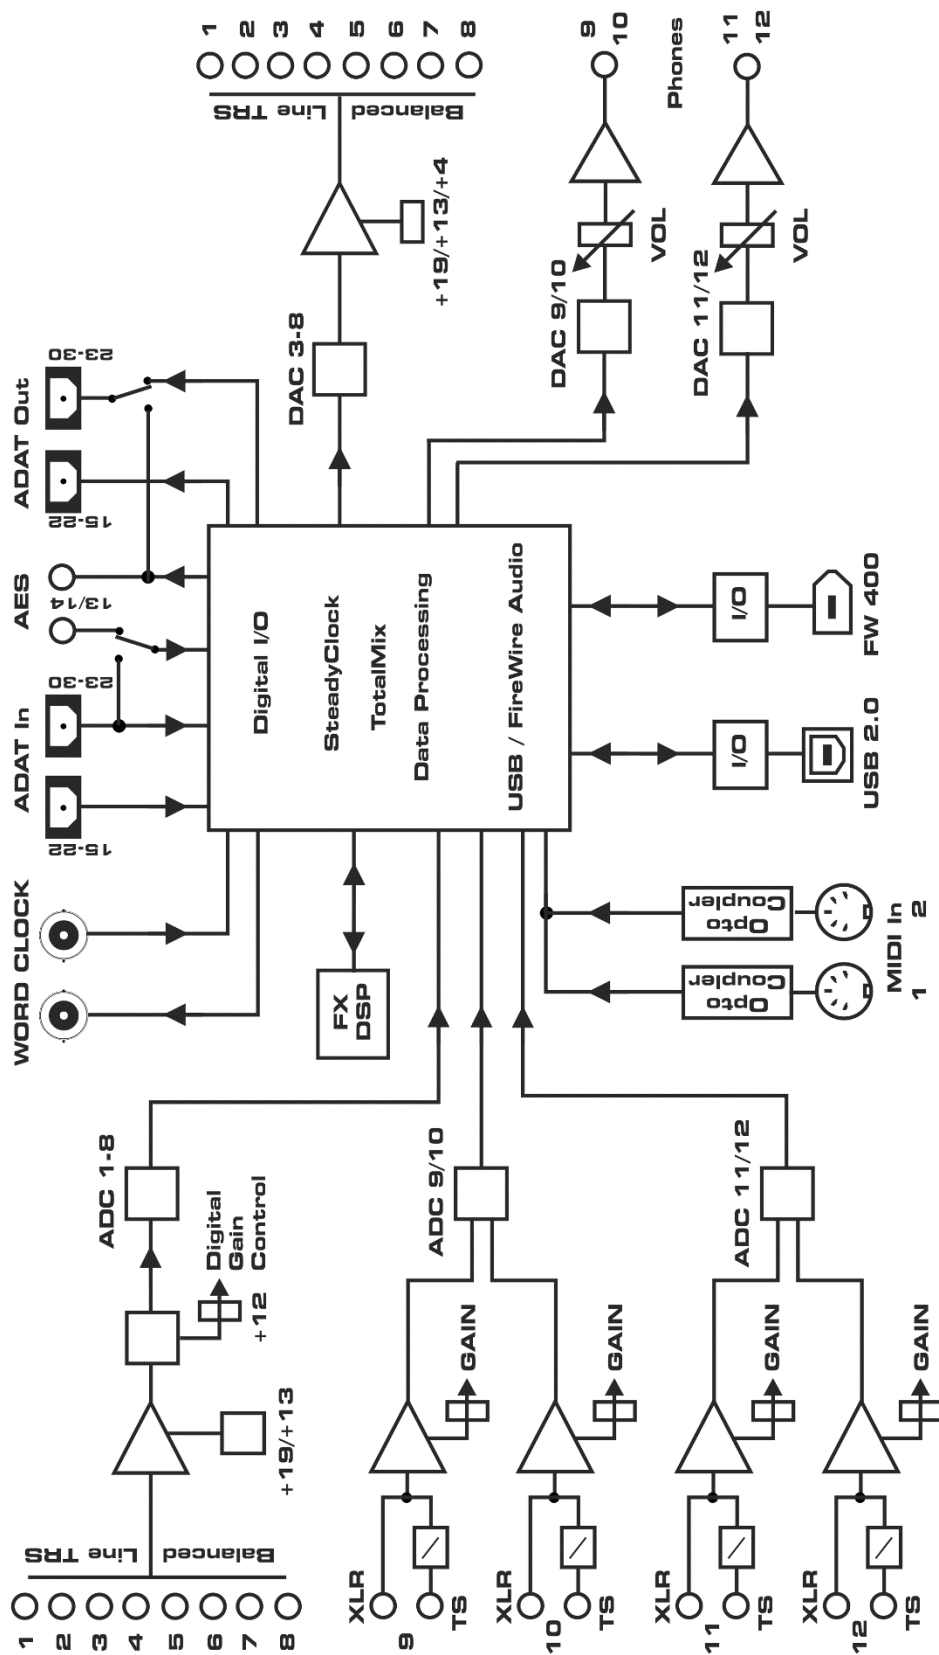 1
2
3
4
5
6
7
8
Balanced Line TRS
+19/+13
+12
Digital
Gain
Control
ADC 1-8
WORD CLOCK
ADAT In
15-22
23-30
AES
13/14
ADAT Out
15-22
23-30
1
2
3
4
5
6
7
8
Balanced Line TRS
DAC 3-8
+19/+13/+4
FX
DSP
Digital I/O
SteadyClock
TotalMix
Data Processing
USB / FireWire Audio
DAC 9/10
VOL
9
10
Phones
DAC 11/12
VOL
11
12
9
XLR
TS
GAIN
10
XLR
TS
GAIN
ADC 9/10
11
XLR
TS
GAIN
12
XLR
TS
GAIN
ADC 11/12
Opto
Coupler
Opto
Coupler
MIDI In
1
2
I/O
USB 2.0
I/O
FW 400